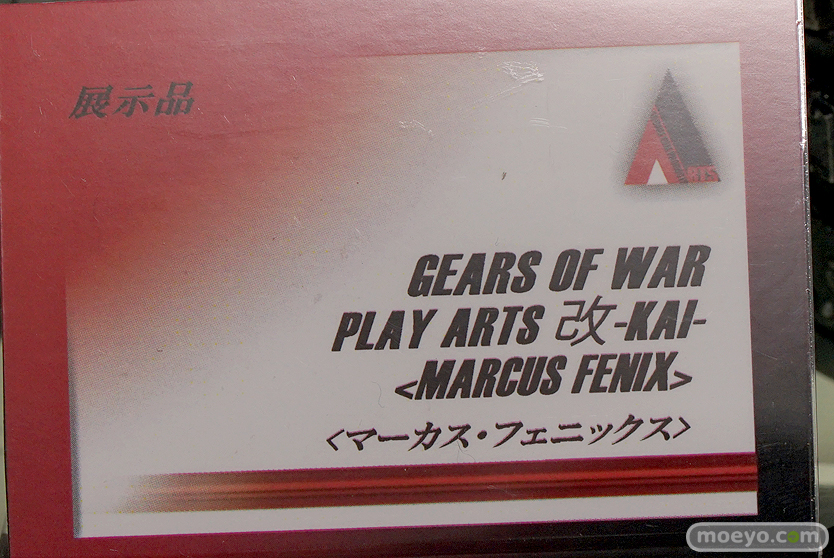 展示品
ARTS
GEARS OF WAR
PLAY ARTS 改-KAI-
<MARCUS FENIX>
<マーカス・フェニックス>
moeyo.com